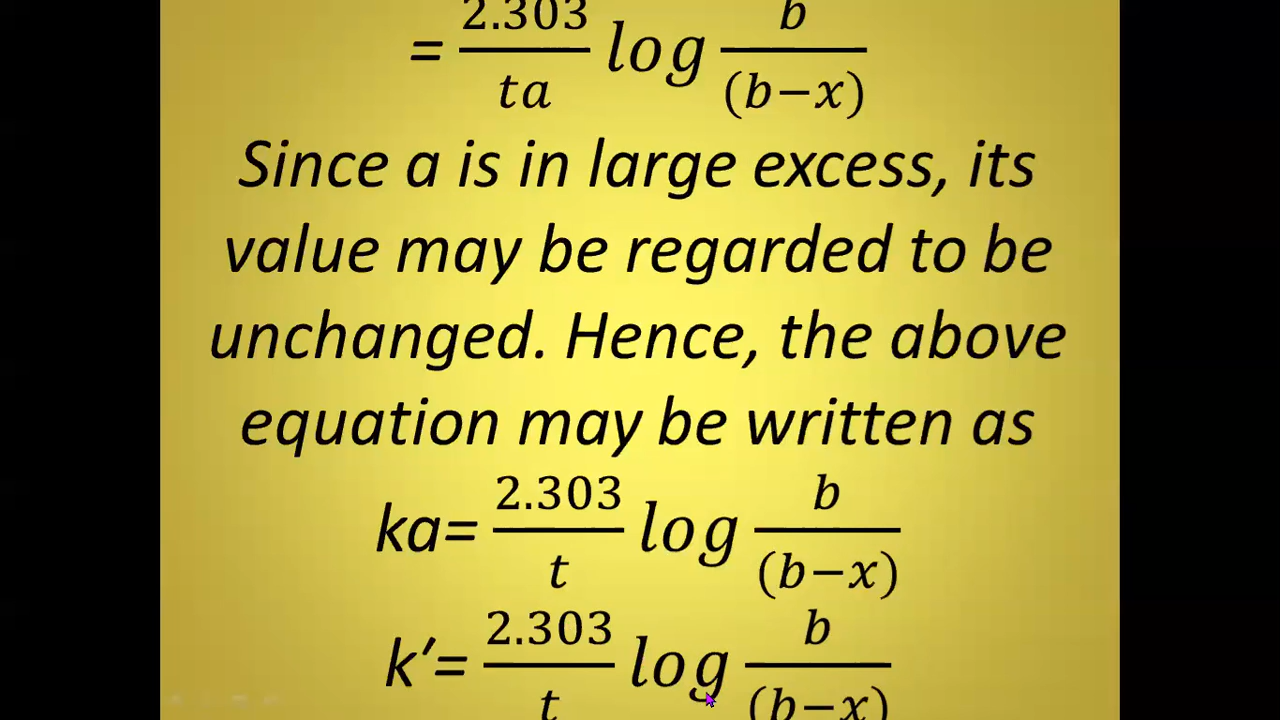 = 2.303/ta log b/(b−x)
Since a is in large excess, its
value may be regarded to be
unchanged. Hence, the above
equation may be written as
ka= 2.303/t log b/(b−x)
k′= 2.303/t log b/(b−x)